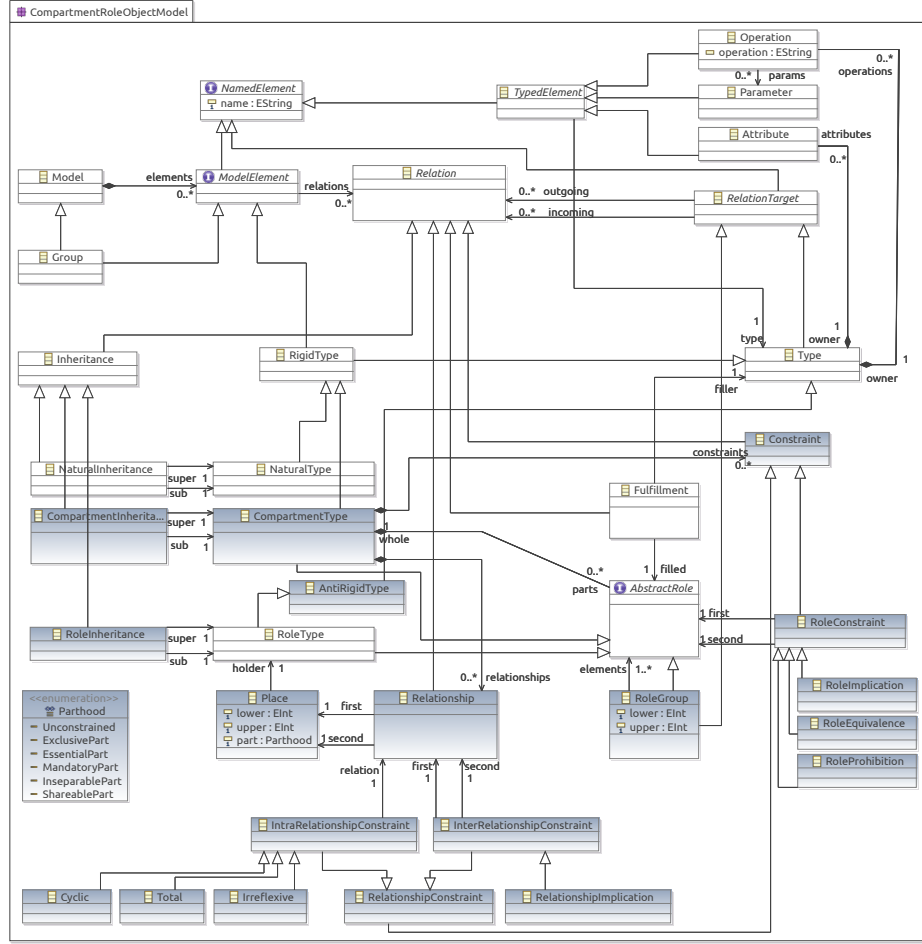 CompartmentRoleObjectModel
Operation
operation : EString
0..*
operations
0..* params
NamedElement
name : EString
TypedElement
Parameter
Attribute
attributes
0..*
Model
elements
0..*
ModelElement
relations
0..*
Relation
0..* outgoing
0..* incoming
RelationTarget
Group
1
type
1
owner
Inheritance
RigidType
Type
1
owner
1
filler
Constraint
constraints
0..*
NaturalInheritance
super 1
sub 1
NaturalType
Fulfillment
CompartmentInherita...
super 1
sub 1
CompartmentType
1
whole
0..*
parts
1 filled
AntiRigidType
AbstractRole
RoleInheritance
super 1
sub 1
RoleType
1 first
1 second
RoleConstraint
holder 1
0..* relationships
elements 1..*
<<enumeration>>
Parthood
Unconstrained
ExclusivePart
EssentialPart
MandatoryPart
InseparablePart
ShareablePart
Place
lower : EInt
upper : EInt
part : Parthood
1 first
1 second
Relationship
RoleGroup
lower : EInt
upper : EInt
RoleImplication
RoleEquivalence
RoleProhibition
relation
1
first
1
second
1
IntraRelationshipConstraint
InterRelationshipConstraint
Cyclic
Total
Irreflexive
RelationshipConstraint
RelationshipImplication